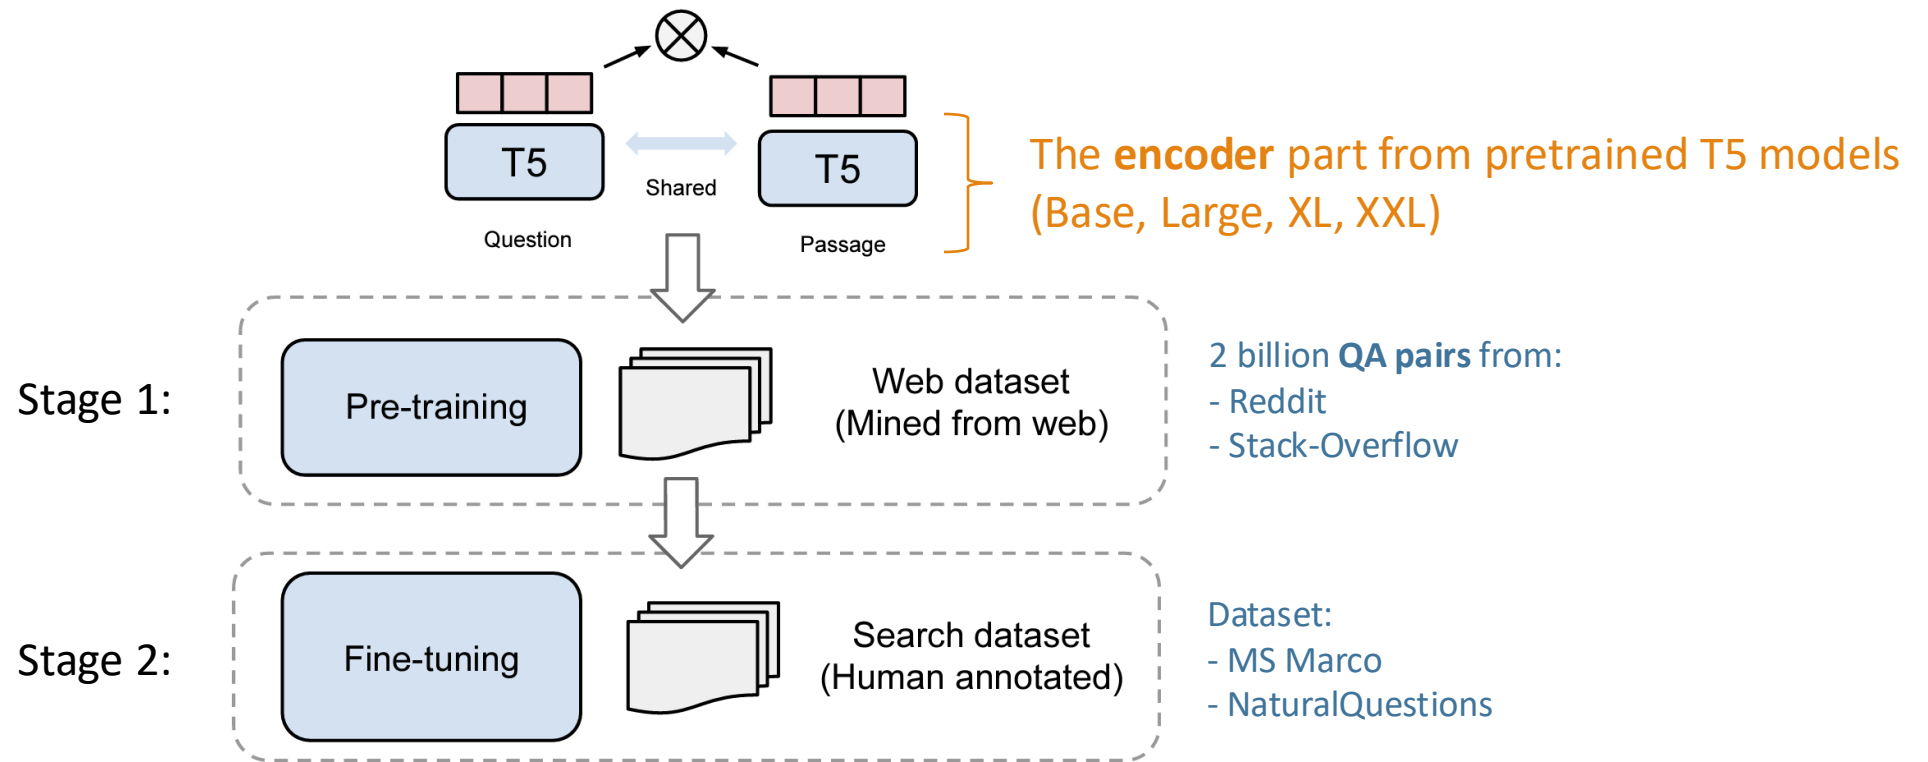 T5
T5
Shared
Question
Passage
The encoder part from pretrained T5 models
(Base, Large, XL, XXL)
Stage 1:
Pre-training
Web dataset
(Mined from web)
2 billion QA pairs from:
- Reddit
- Stack-Overflow
Stage 2:
Fine-tuning
Search dataset
(Human annotated)
Dataset:
- MS Marco
- NaturalQuestions